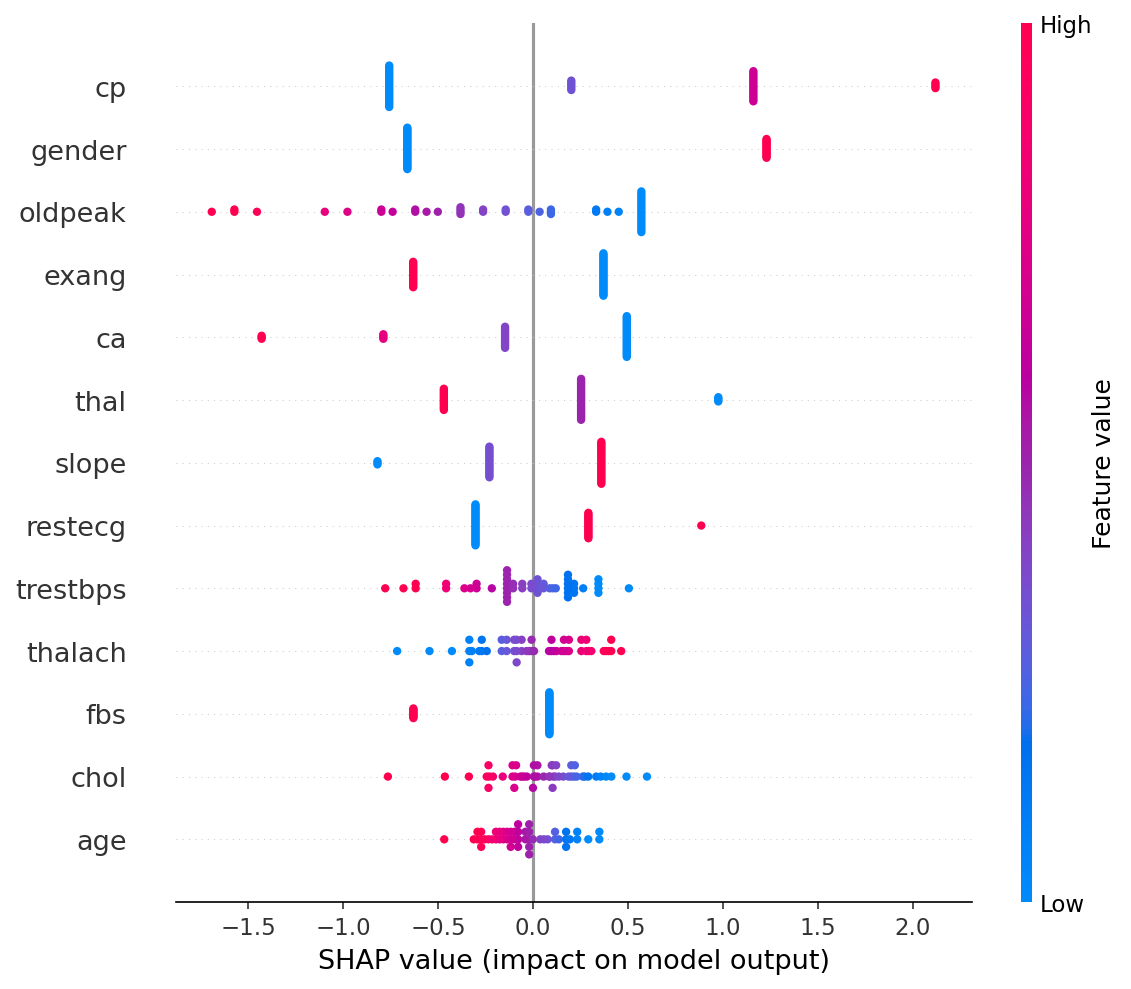 High
cp
gender
oldpeak
exang
ca
thal
slope
restecg
trestbps
thalach
fbs
chol
age
Feature value
Low
−1.5 −1.0 −0.5 0.0 0.5 1.0 1.5 2.0
SHAP value (impact on model output)